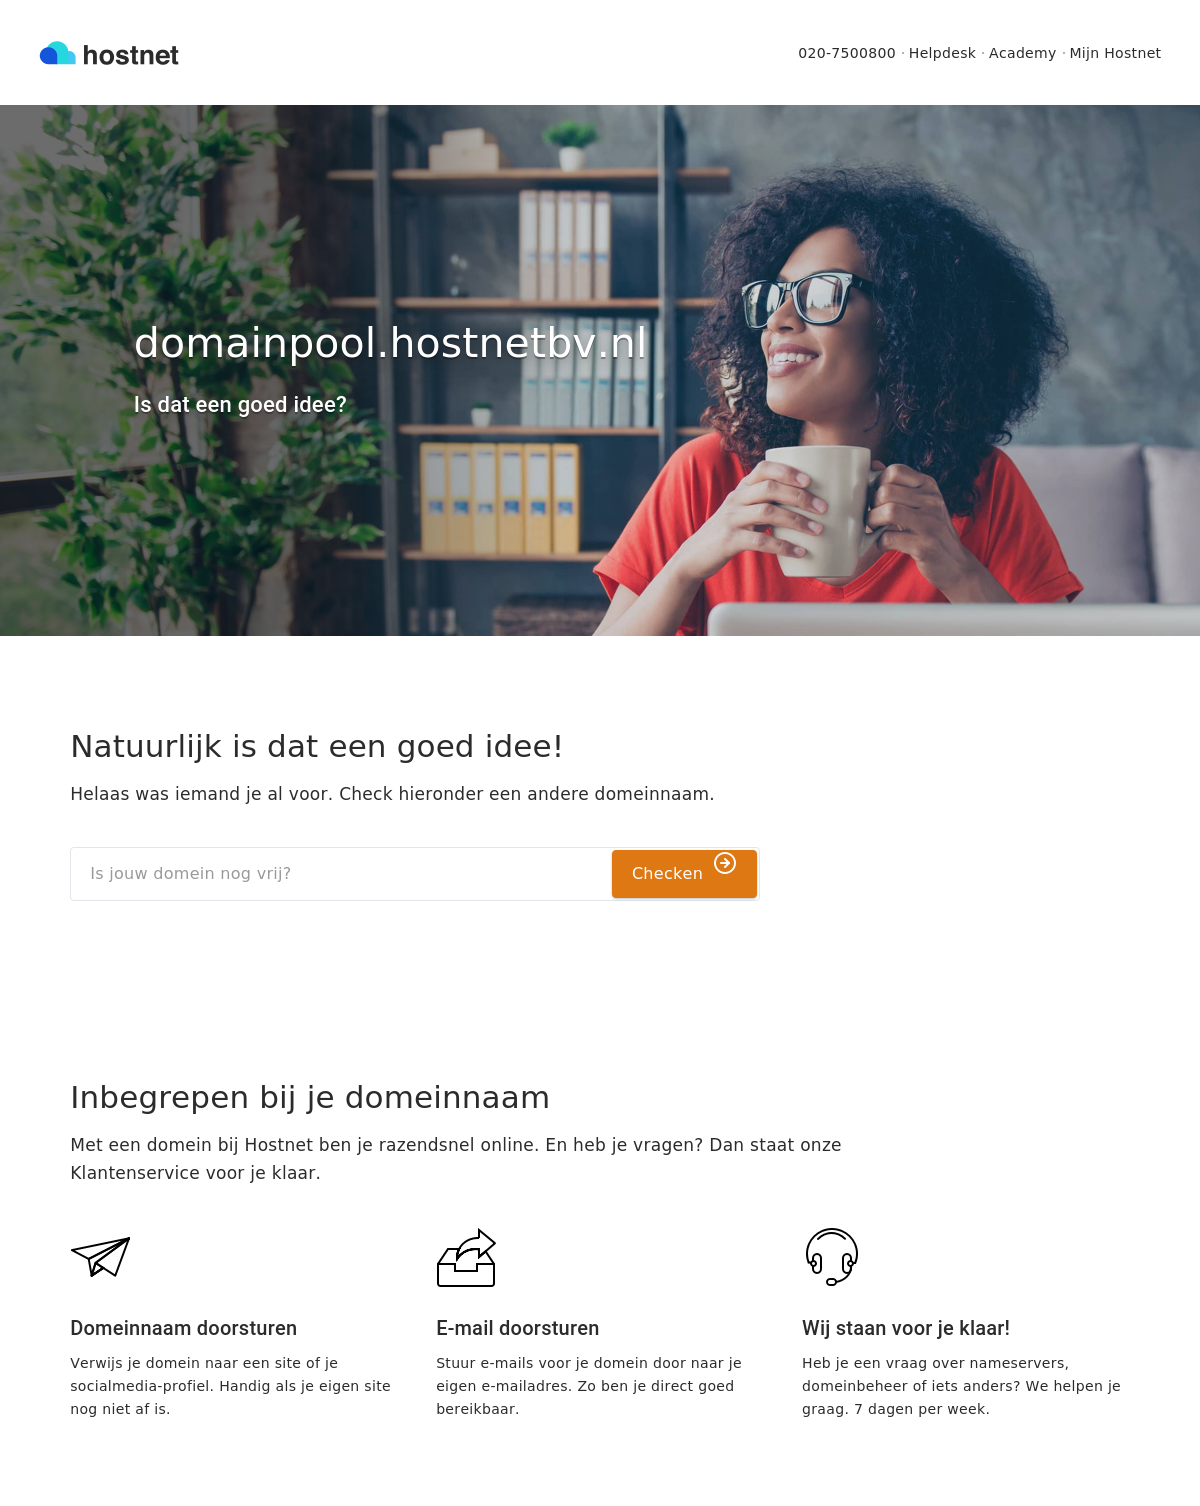 hostnet
020-7500800 · Helpdesk · Academy · Mijn Hostnet
domainpool.hostnetbv.nl
Is dat een goed idee?
Natuurlijk is dat een goed idee!
Helaas was iemand je al voor. Check hieronder een andere domeinnaam.
Is jouw domein nog vrij?
Checken
Inbegrepen bij je domeinnaam
Met een domein bij Hostnet ben je razendsnel online. En heb je vragen? Dan staat onze
Klantenservice voor je klaar.
Domeinnaam doorsturen
Verwijs je domein naar een site of je
socialmedia-profiel. Handig als je eigen site
nog niet af is.
E-mail doorsturen
Stuur e-mails voor je domein door naar je
eigen e-mailadres. Zo ben je direct goed
bereikbaar.
Wij staan voor je klaar!
Heb je een vraag over nameservers,
domeinbeheer of iets anders? We helpen je
graag. 7 dagen per week.